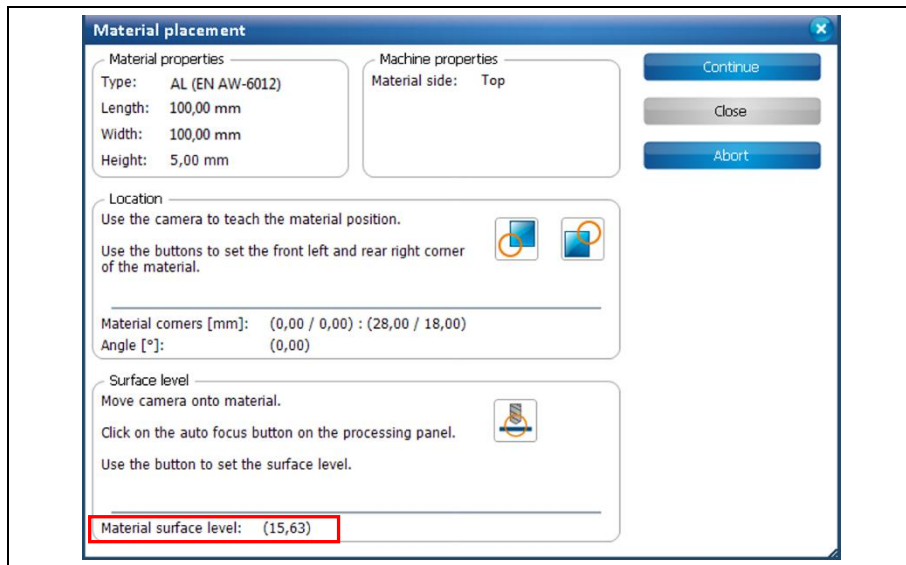 Material placement
Material properties
Type: AL (EN AW-6012)
Length: 100,00 mm
Width: 100,00 mm
Height: 5,00 mm
Machine properties
Material side: Top
Continue
Close
Abort
Location
Use the camera to teach the material position.
Use the buttons to set the front left and rear right corner
of the material.
Material corners [mm]: (0,00 / 0,00) : (28,00 / 18,00)
Angle [°]: (0,00)
Surface level
Move camera onto material.
Click on the auto focus button on the processing panel.
Use the button to set the surface level.
Material surface level: (15,63)